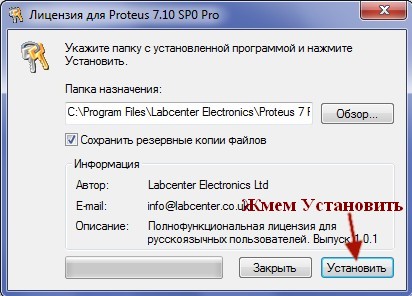 Лицензия для Proteus 7.10 SP0 Pro
Укажите папку с установленной программой и нажмите
Установить.
Папка назначения:
C:\Program Files\Labcenter Electronics\Proteus 7 F
Обзор...
Сохранить резервные копии файлов
Информация
Автор: Labcenter Electronics Ltd
E-mail: info@labcenter.co.uk
Жмем Установить
Описание: Полнофункциональная лицензия для
русскоязычных пользователей. Выпуск 1.0.1
Закрыть Установить